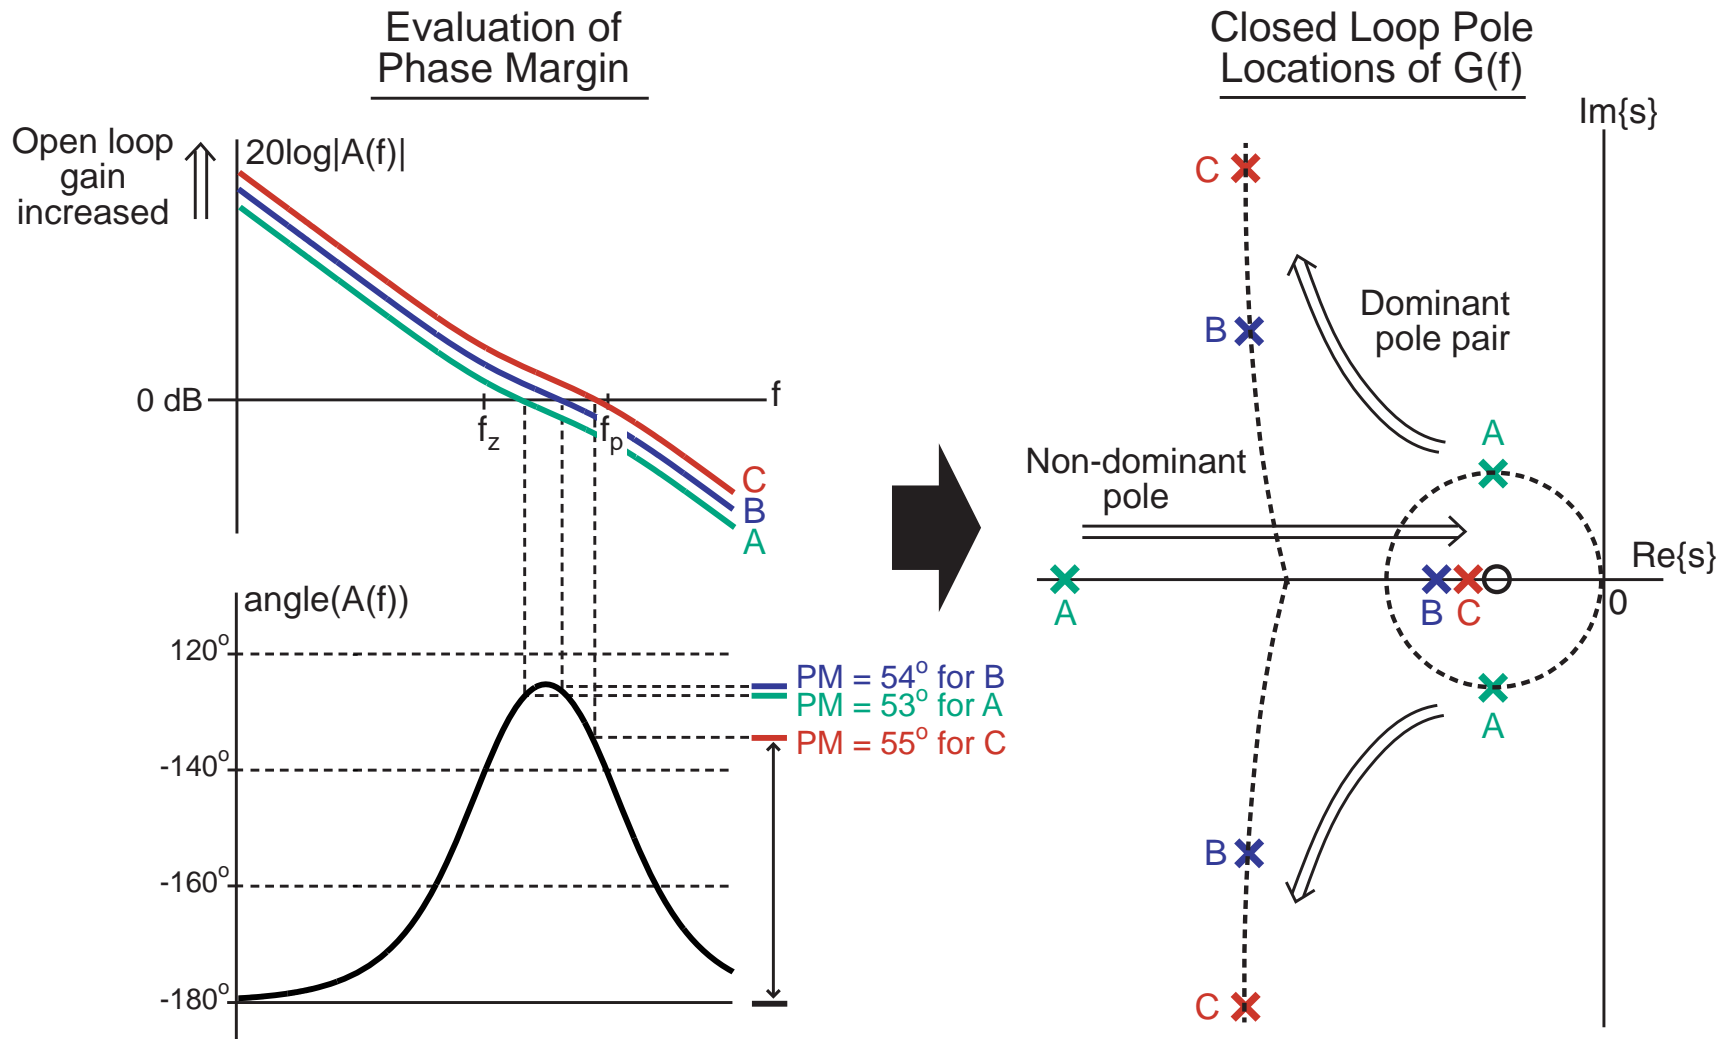 Evaluation of
Phase Margin
Open loop
gain
increased
20log|A(f)|
0 dB
f
f_z
f_p
C
B
A
angle(A(f))
120°
-140°
-160°
-180°
PM = 54° for B
PM = 53° for A
PM = 55° for C
Closed Loop Pole
Locations of G(f)
Im{s}
C
B
Dominant
pole pair
A
Non-dominant
pole
Re{s}
A
B
C
0
A
B
C